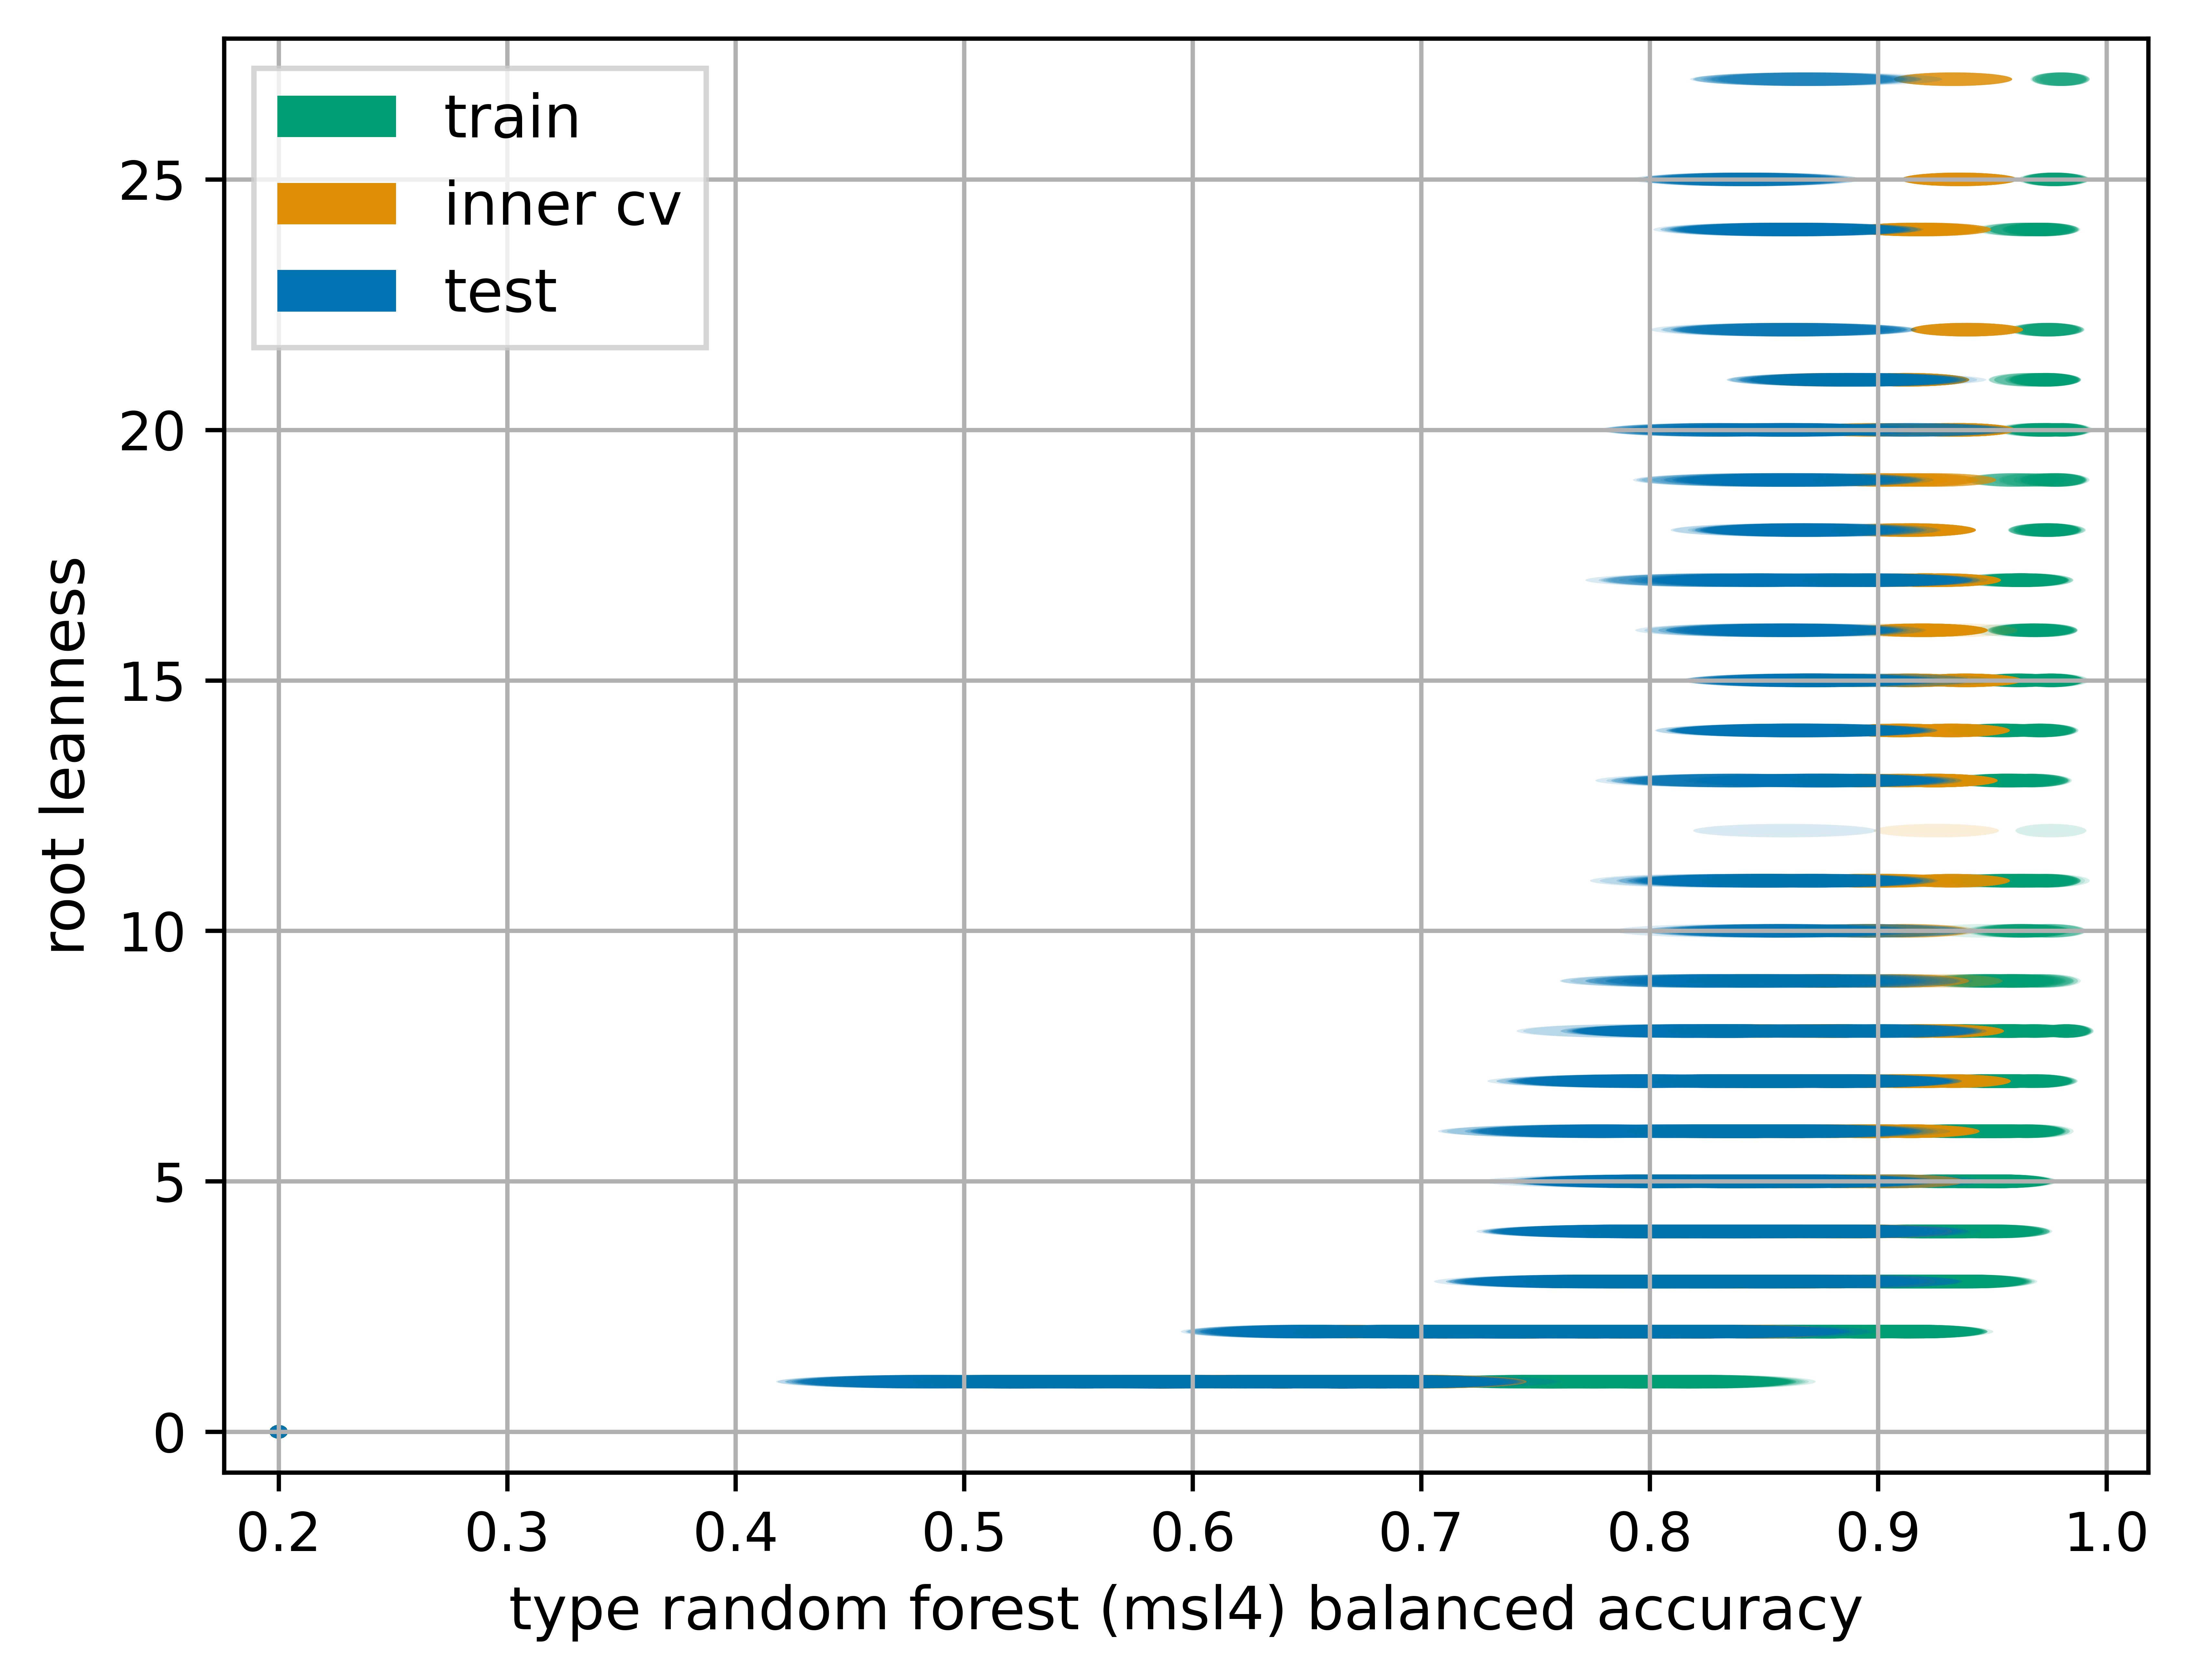 train
inner cv
test
25
20
15
10
5
0
root leanness
0.2 0.3 0.4 0.5 0.6 0.7 0.8 0.9 1.0
type random forest (msl4) balanced accuracy